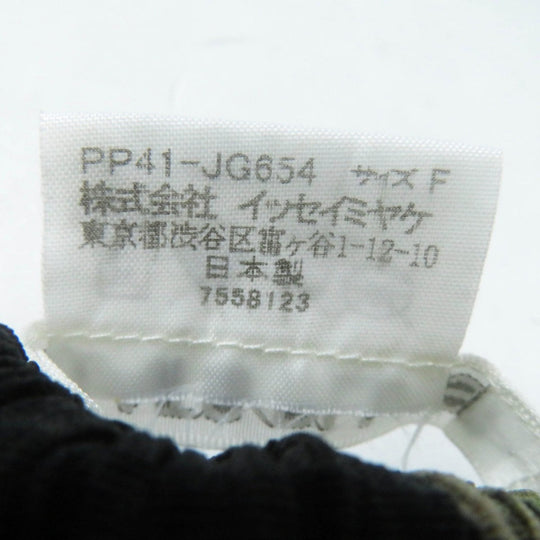 PP41-JG654 サイズ F
株式会社 イッセイミヤケ
東京都渋谷区富ヶ谷1-12-10
日本製
7558123